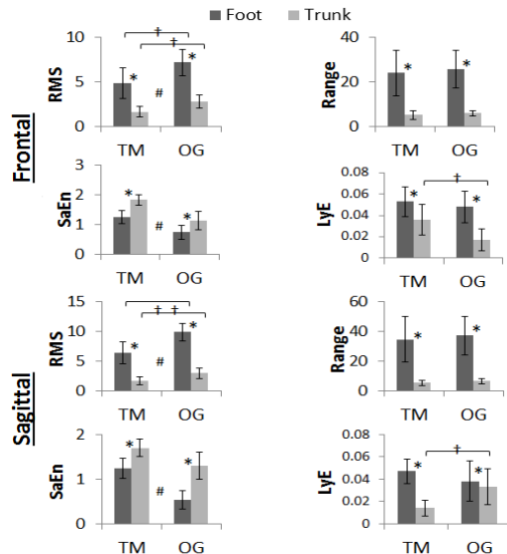 Foot Trunk
Frontal
RMS
10
5
0
† *
† *
#
TM OG
Range
40
20
0
* *
TM OG
SaEn
3
2
1
0
* *
#
TM OG
LyE
0.08
0.06
0.04
0.02
0
†
* *
TM OG
Sagittal
RMS
15
10
5
0
† †
* *
#
TM OG
Range
60
40
20
0
* *
TM OG
SaEn
2
1
0
* *
#
TM OG
LyE
0.08
0.06
0.04
0.02
0
†
* *
TM OG